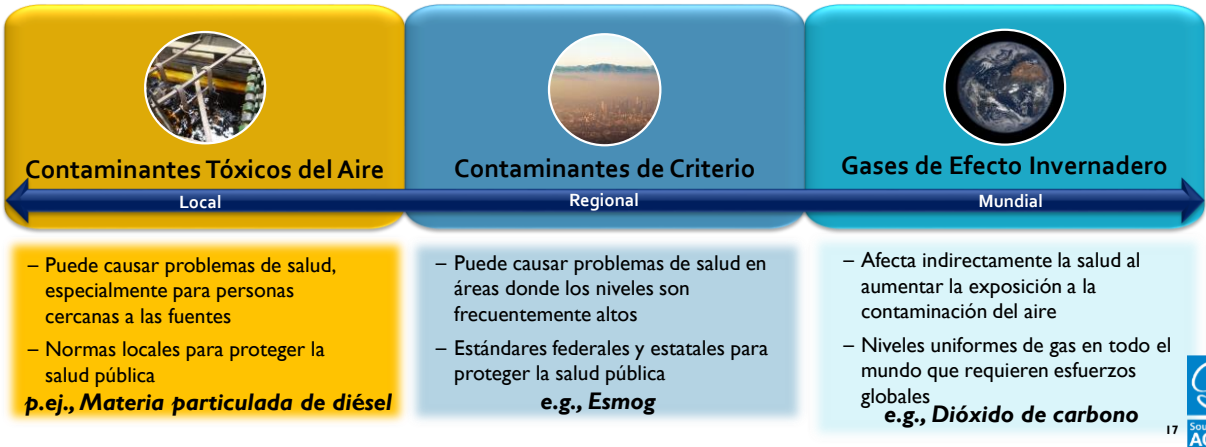 Contaminantes Tóxicos del Aire
Local
– Puede causar problemas de salud,
especialmente para personas
cercanas a las fuentes
– Normas locales para proteger la
salud pública
p.ej., Materia particulada de diésel
Contaminantes de Criterio
Regional
– Puede causar problemas de salud en
áreas donde los niveles son
frecuentemente altos
– Estándares federales y estatales para
proteger la salud pública
e.g., Esmog
Gases de Efecto Invernadero
Mundial
– Afecta indirectamente la salud al
aumentar la exposición a la
contaminación del aire
– Niveles uniformes de gas en todo el
mundo que requieren esfuerzos
globales
e.g., Dióxido de carbono
17